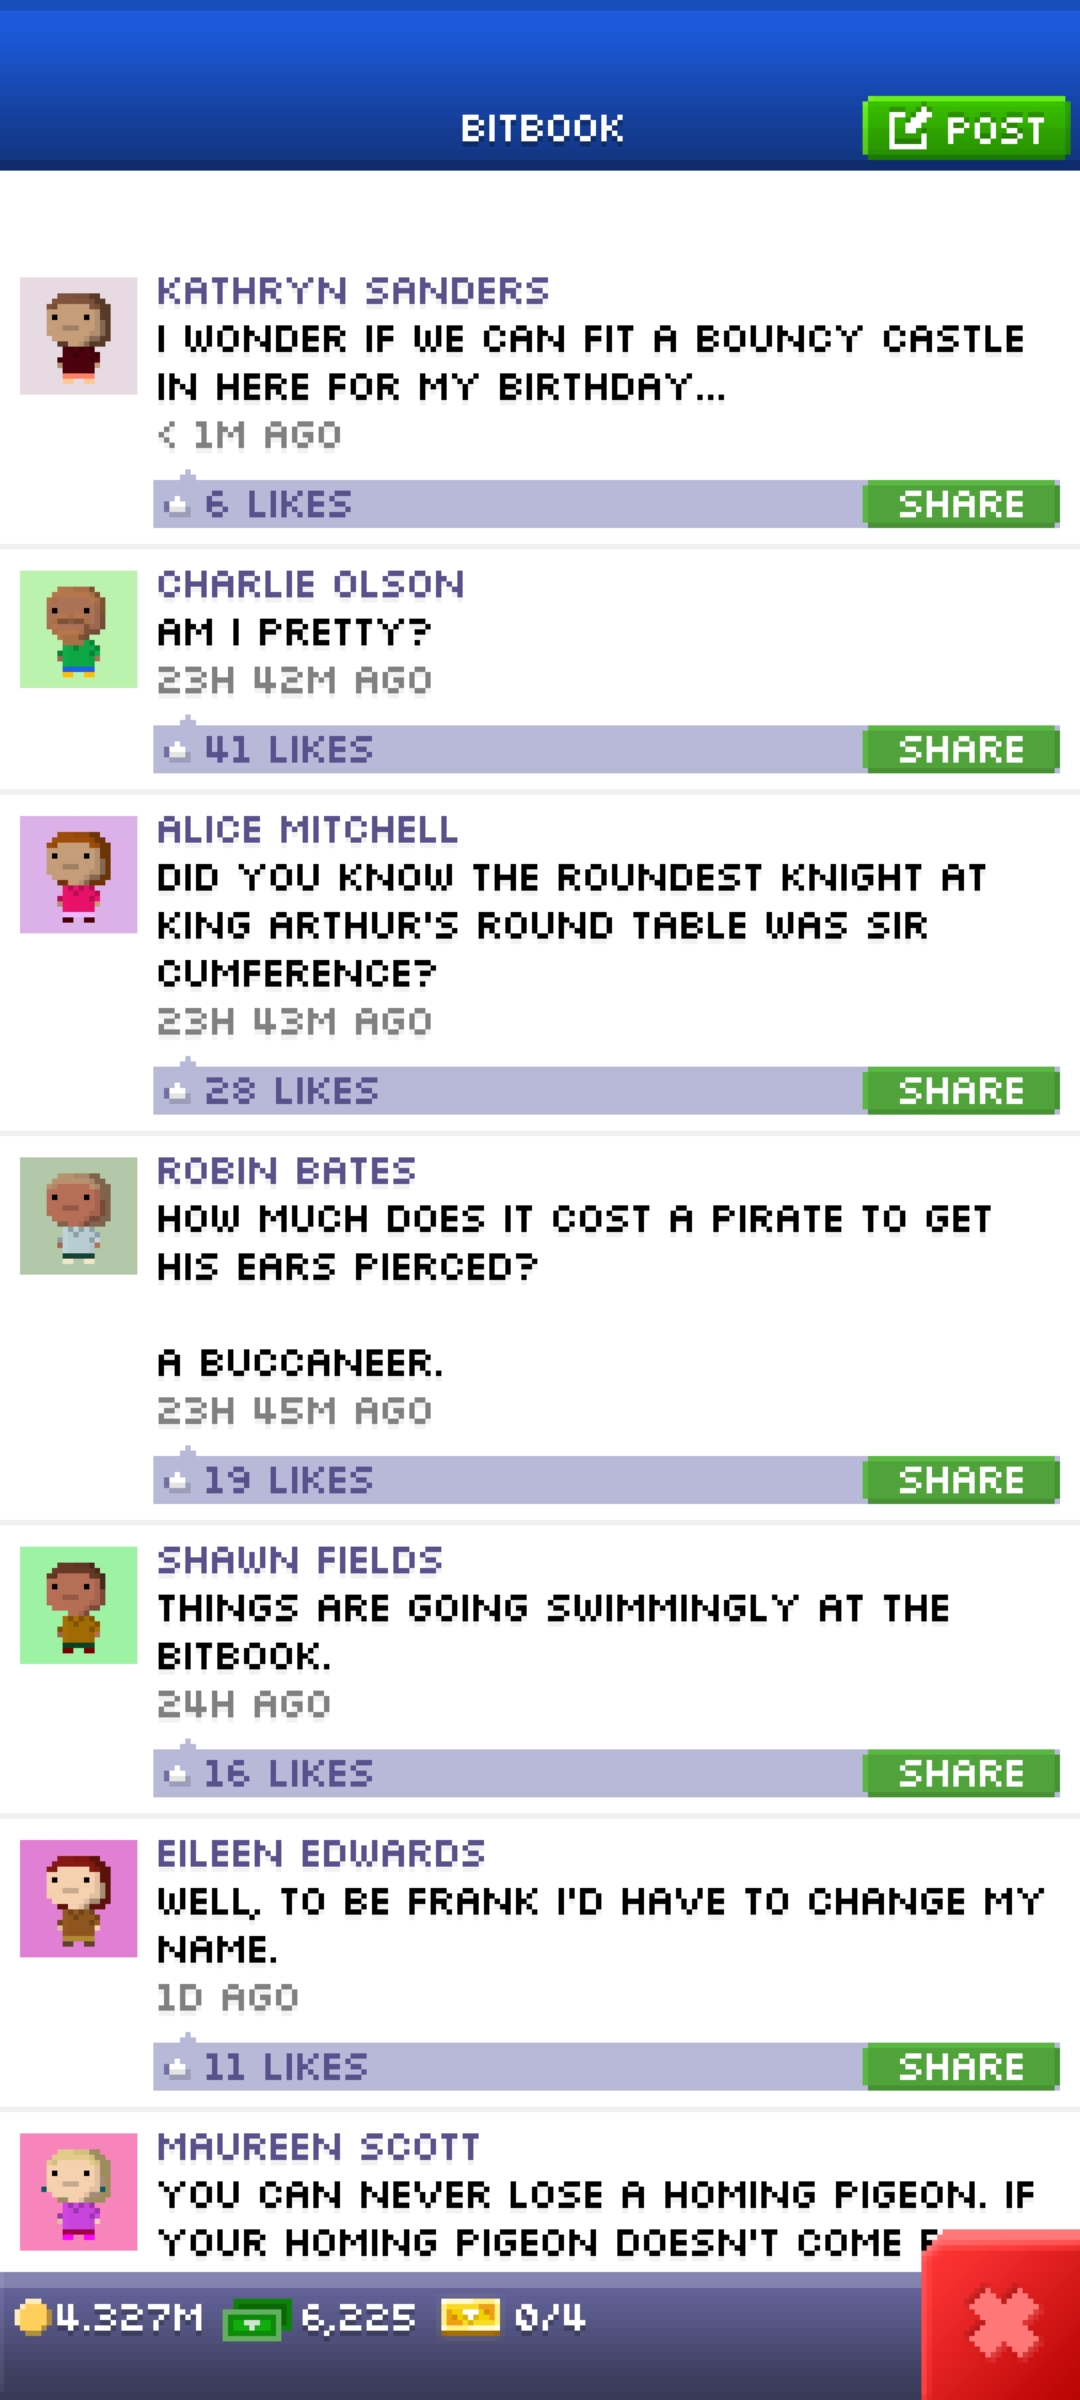 BITBOOK
POST
KATHRYN SANDERS
I WONDER IF WE CAN FIT A BOUNCY CASTLE
IN HERE FOR MY BIRTHDAY...
< 1M AGO
6 LIKES
SHARE
CHARLIE OLSON
AM I PRETTY?
23H 42M AGO
41 LIKES
SHARE
ALICE MITCHELL
DID YOU KNOW THE ROUNDEST KNIGHT AT
KING ARTHUR'S ROUND TABLE WAS SIR
CUMFERENCE?
23H 43M AGO
28 LIKES
SHARE
ROBIN BATES
HOW MUCH DOES IT COST A PIRATE TO GET
HIS EARS PIERCED?
A BUCCANEER.
23H 45M AGO
19 LIKES
SHARE
SHAWN FIELDS
THINGS ARE GOING SWIMMINGLY AT THE
BITBOOK.
24H AGO
16 LIKES
SHARE
EILEEN EDWARDS
WELL, TO BE FRANK I'D HAVE TO CHANGE MY
NAME.
1D AGO
11 LIKES
SHARE
MAUREEN SCOTT
YOU CAN NEVER LOSE A HOMING PIGEON. IF
YOUR HOMING PIGEON DOESN'T COME
4.327M
6,225
0/4